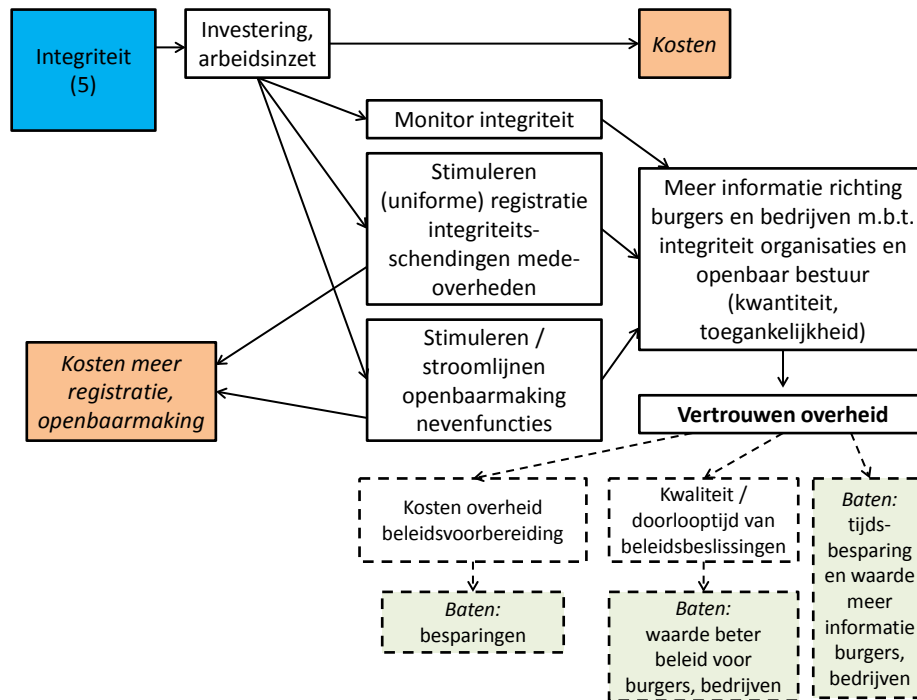 Integriteit
(5)
Investering,
arbeidsinzet
Kosten
Monitor integriteit
Stimuleren
(uniforme) registratie
integriteits-
schendingen mede-
overheden
Meer informatie richting
burgers en bedrijven m.b.t.
integriteit organisaties en
openbaar bestuur
(kwantiteit,
toegankelijkheid)
Kosten meer
registratie,
openbaarmaking
Stimuleren /
stroomlijnen
openbaarmaking
nevenfuncties
Vertrouwen overheid
Kosten overheid
beleidsvoorbereiding
Kwaliteit /
doorlooptijd van
beleidsbeslissingen
Baten:
tijds-
besparing
en waarde
meer
informatie
burgers,
bedrijven
Baten:
besparingen
Baten:
waarde beter
beleid voor
burgers, bedrijven